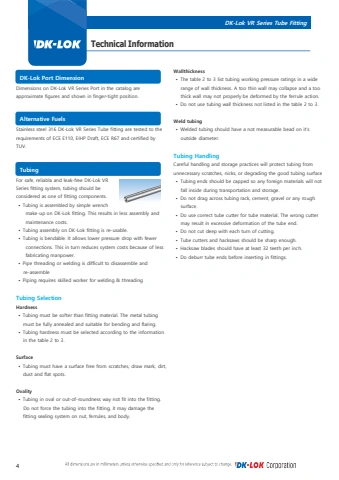 DK-Lok VR Series Tube Fitting
DK-LOK
Technical Information
DK-Lok Port Dimension
Dimensions on DK-Lok VR Series Port in the catalog are
approximate figures and shown in finger-tight position.
Alternative Fuels
Stainless steel 316 DK-Lok VR Series Tube fitting are tested to the
requirements of ECE E110, EIHP Draft, ECE R67 and certified by
TUV.
Tubing
For safe, reliable and leak-free DK-Lok VR
Series fitting system, tubing should be
considered as one of fitting components.
• Tubing is assembled by simple wrench
make-up on DK-Lok fitting. This results in less assembly and
maintenance costs.
• Tubing assembly on DK-Lok fitting is re-usable.
• Tubing is bendable. It allows lower pressure drop with fewer
connections. This in turn reduces system costs because of less
fabricating manpower.
• Pipe threading or welding is difficult to disassemble and
re-assemble
• Piping requires skilled worker for welding & threading
Tubing Selection
Hardness
• Tubing must be softer than fitting material. The metal tubing
must be fully annealed and suitable for bending and flaring.
• Tubing hardness must be selected according to the information
in the table 2 to 3.
Surface
• Tubing must have a surface free from scratches, draw mark, dirt,
dust and flat spots.
Ovality
• Tubing in oval or out-of-roundness way not fit into the fitting.
Do not force the tubing into the fitting. It may damage the
fitting sealing system on nut, ferrules, and body.
Wallthickness
• The table 2 to 3 list tubing working pressure ratings in a wide
range of wall thickness. A too thin wall may collapse and a too
thick wall may not properly be deformed by the ferrule action.
• Do not use tubing wall thickness not listed in the table 2 to 3.
Weld tubing
• Welded tubing should have a not measurable bead on it's
outside diameter.
Tubing Handling
Careful handling and storage practices will protect tubing from
unnecessary scratches, nicks, or degrading the good tubing surface
• Tubing ends should be capped so any foreign materials will not
fall inside during transportation and storage.
• Do not drag across tubing rack, cement, gravel or any rough
surface.
• Do use correct tube cutter for tube material. The wrong cutter
may result in excessive deformation of the tube end.
• Do not cut deep with each turn of cutting.
• Tube cutters and hacksaws should be sharp enough.
• Hacksaw blades should have at least 32 teeth per inch.
• Do deburr tube ends before inserting in fittings.
4
All dimensions are in millimeters, unless otherwise specified, and only for reference subject to change.
DK-LOK Corporation